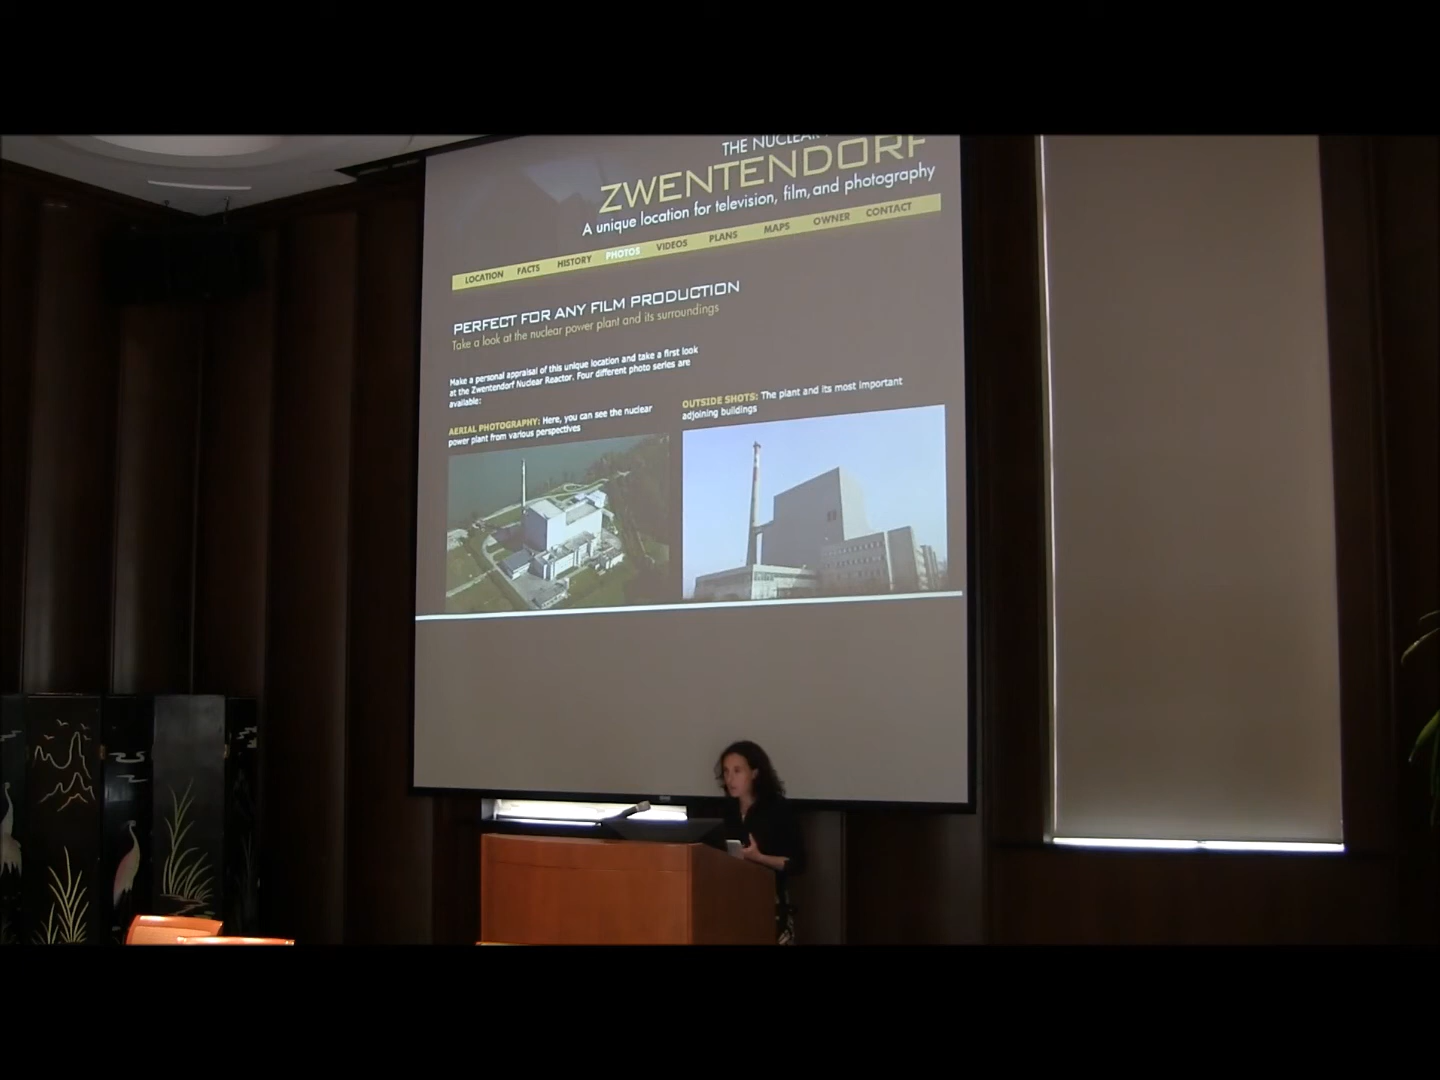 THE NUCLEAR
ZWENTENDORF
A unique location for television, film, and photography
LOCATION FACTS HISTORY PHOTOS VIDEOS PLANS MAPS OWNER CONTACT
PERFECT FOR ANY FILM PRODUCTION
Take a look at the nuclear power plant and its surroundings
Make a personal appraisal of this unique location and take a first look
at the Zwentendorf Nuclear Reactor. Four different photo series are
available:
AERIAL PHOTOGRAPHY: Here, you can see the nuclear
power plant from various perspectives
OUTSIDE SHOTS: The plant and its most important
adjoining buildings